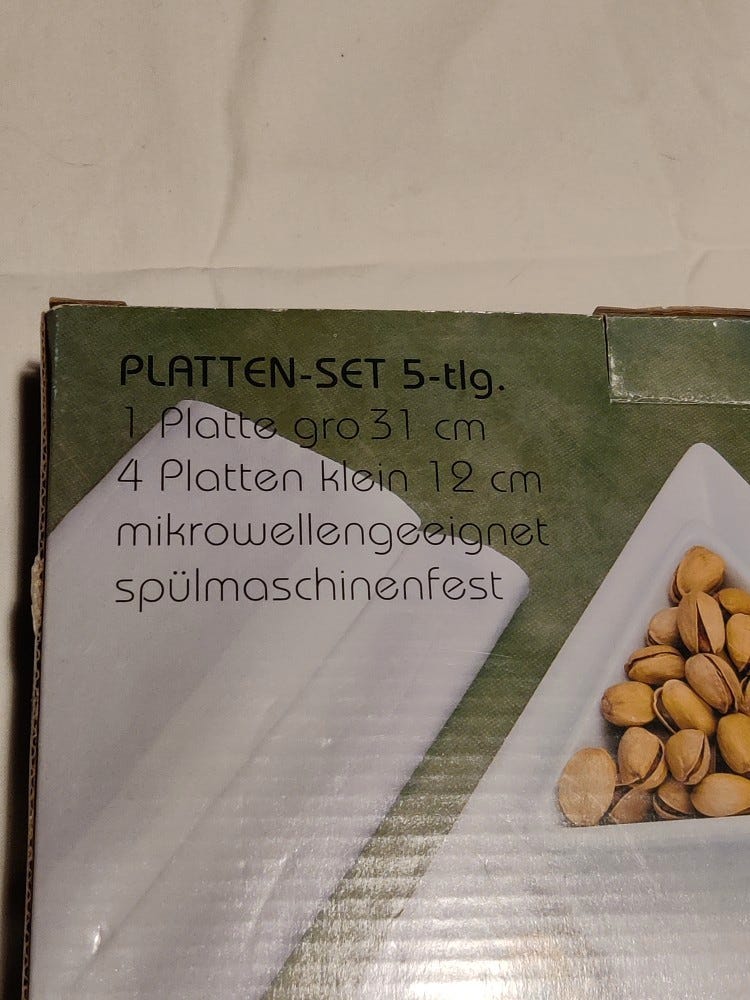 PLATTEN-SET 5-tlg.
1 Platte gro 31 cm
4 Platten klein 12 cm
mikrowellengeeignet
spülmaschinenfest